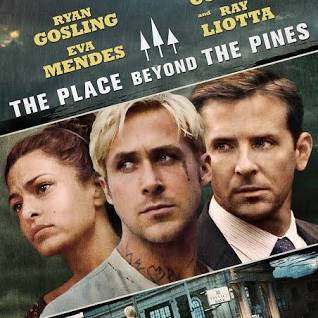 RYAN
GOSLING
EVA
MENDES
AND RAY
LIOTTA
THE PLACE BEYOND THE PINES